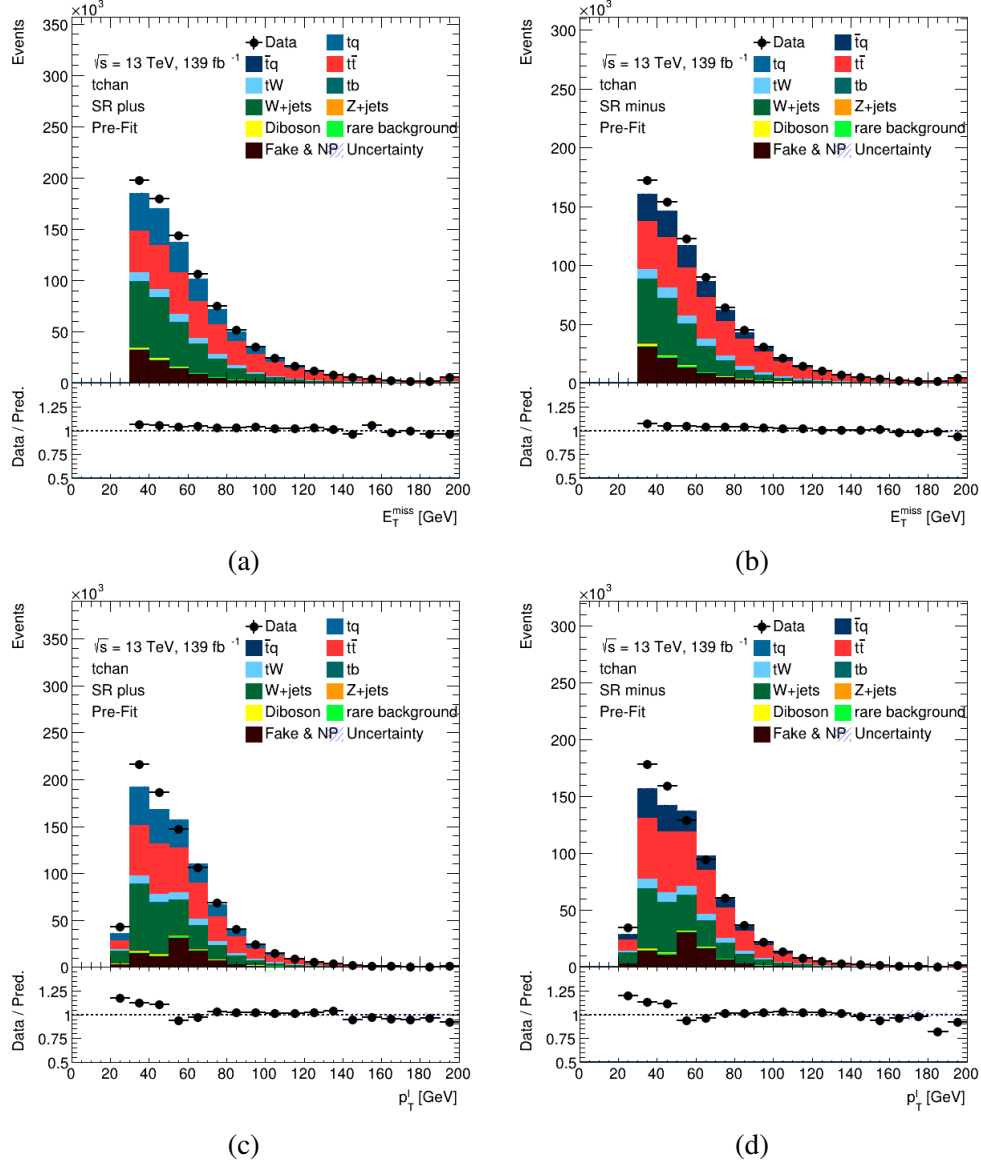 ×10³
Events
350
300
250
200
150
100
50
0
√s = 13 TeV, 139 fb⁻¹
tchan
SR plus
Pre-Fit
Data
tq
t̄q
tt̄
tW
tb
W+jets
Z+jets
Diboson
rare background
Fake & NP
Uncertainty
Data / Pred.
1.25
1
0.75
0.5
0 20 40 60 80 100 120 140 160 180 200
E_T^miss [GeV]
(a)
×10³
Events
300
250
200
150
100
50
0
√s = 13 TeV, 139 fb⁻¹
tchan
SR minus
Pre-Fit
Data
t̄q
tq
tt̄
tW
tb
W+jets
Z+jets
Diboson
rare background
Fake & NP
Uncertainty
Data / Pred.
1.25
1
0.75
0.5
0 20 40 60 80 100 120 140 160 180 200
E_T^miss [GeV]
(b)
×10³
Events
350
300
250
200
150
100
50
0
√s = 13 TeV, 139 fb⁻¹
tchan
SR plus
Pre-Fit
Data
tq
t̄q
tt̄
tW
tb
W+jets
Z+jets
Diboson
rare background
Fake & NP
Uncertainty
Data / Pred.
1.25
1
0.75
0.5
0 20 40 60 80 100 120 140 160 180 200
p_T^l [GeV]
(c)
×10³
Events
300
250
200
150
100
50
0
√s = 13 TeV, 139 fb⁻¹
tchan
SR minus
Pre-Fit
Data
t̄q
tq
tt̄
tW
tb
W+jets
Z+jets
Diboson
rare background
Fake & NP
Uncertainty
Data / Pred.
1.25
1
0.75
0.5
0 20 40 60 80 100 120 140 160 180 200
p_T^l [GeV]
(d)